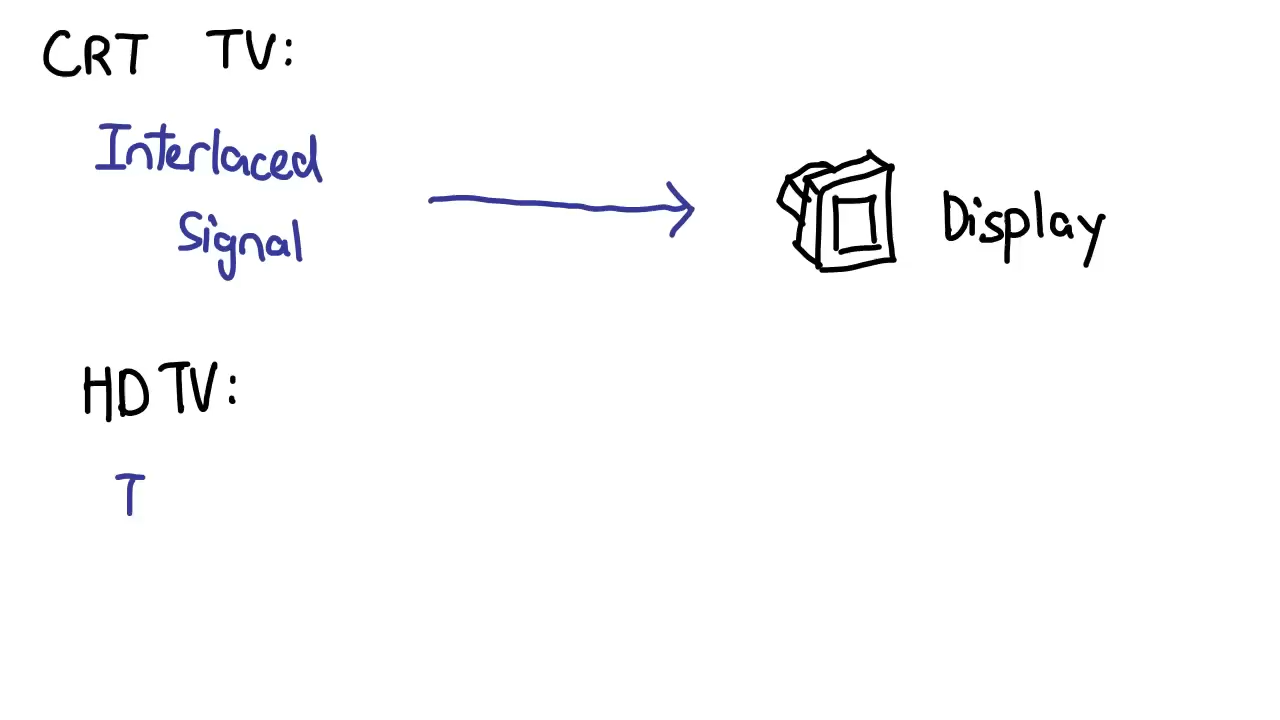 CRT TV:
Interlaced
Signal
Display
HDTV:
T